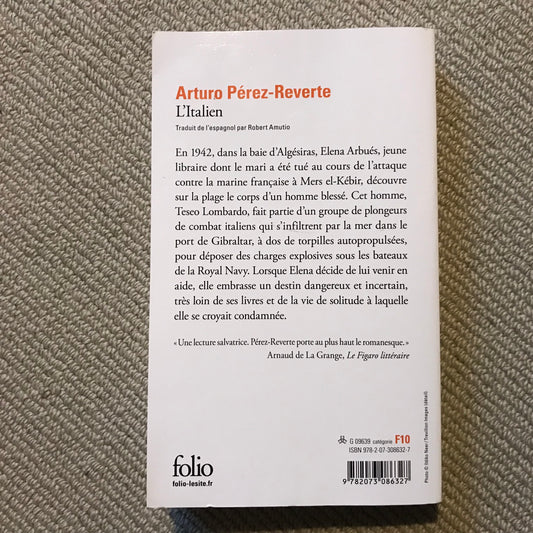 Arturo Pérez-Reverte
L'Italien
Traduit de l'espagnol par Robert Amutio
En 1942, dans la baie d'Algésiras, Elena Arbués, jeune
libraire dont le mari a été tué au cours de l'attaque
contre la marine française à Mers el-Kébir, découvre
sur la plage le corps d'un homme blessé. Cet homme,
Teseo Lombardo, fait partie d'un groupe de plongeurs
de combat italiens qui s'infiltrent par la mer dans le
port de Gibraltar, à dos de torpilles autopropulsées,
pour déposer des charges explosives sous les bateaux
de la Royal Navy. Lorsque Elena décide de lui venir en
aide, elle embrasse un destin dangereux et incertain,
très loin de ses livres et de la vie de solitude à laquelle
elle se croyait condamnée.
« Une lecture salvatrice. Pérez-Reverte porte au plus haut le romanesque. »
Arnaud de La Grange, Le Figaro littéraire
G 09639 catégorie F10
ISBN 978-2-07-308632-7
folio
folio-lesite.fr
9 782073 086327
Photo © Ildiko Neer / Trevillion Images (détail).